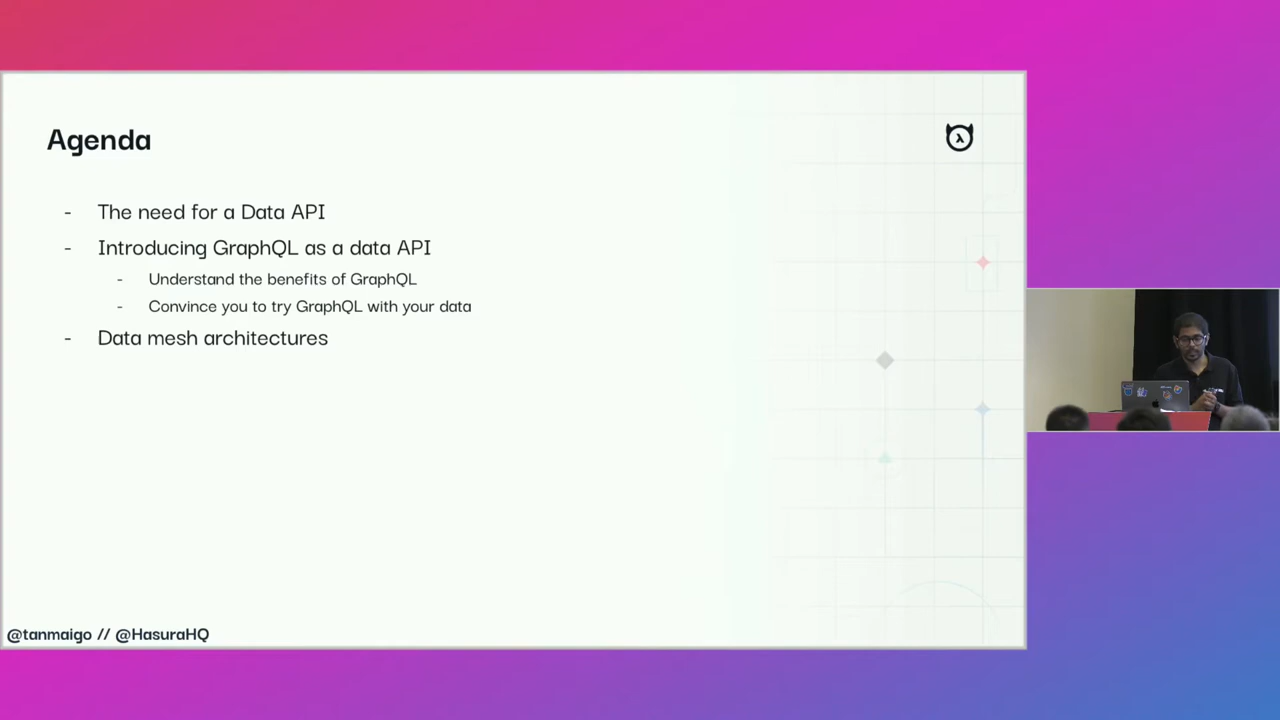 Agenda
- The need for a Data API
- Introducing GraphQL as a data API
- Understand the benefits of GraphQL
- Convince you to try GraphQL with your data
- Data mesh architectures
@tanmaigo // @HasuraHQ